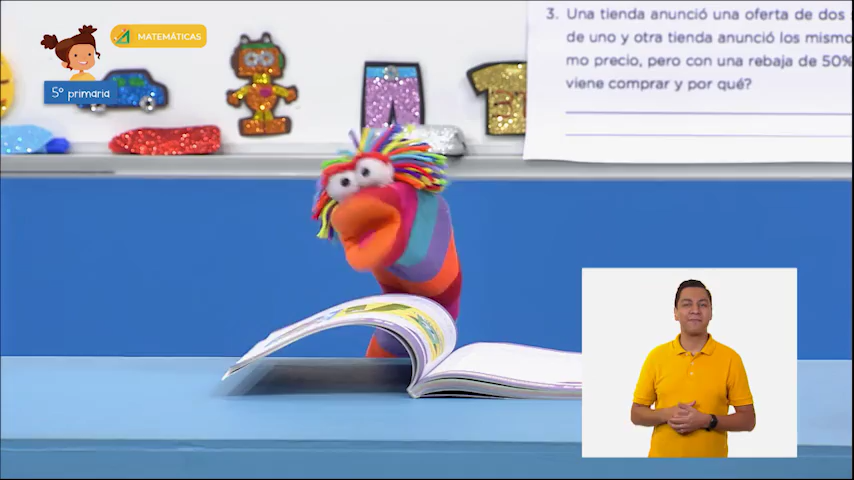 MATEMÁTICAS
5º primaria
3. Una tienda anunció una oferta de dos
de uno y otra tienda anunció los mismo
mo precio, pero con una rebaja de 50%
viene comprar y por qué?